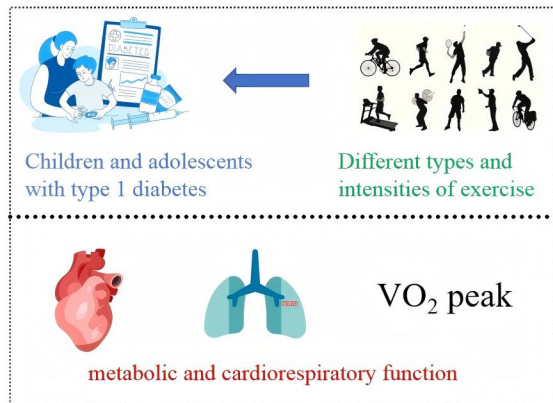 DIABETES
Children and adolescents
with type 1 diabetes
Different types and
intensities of exercise
VO₂ peak
metabolic and cardiorespiratory function